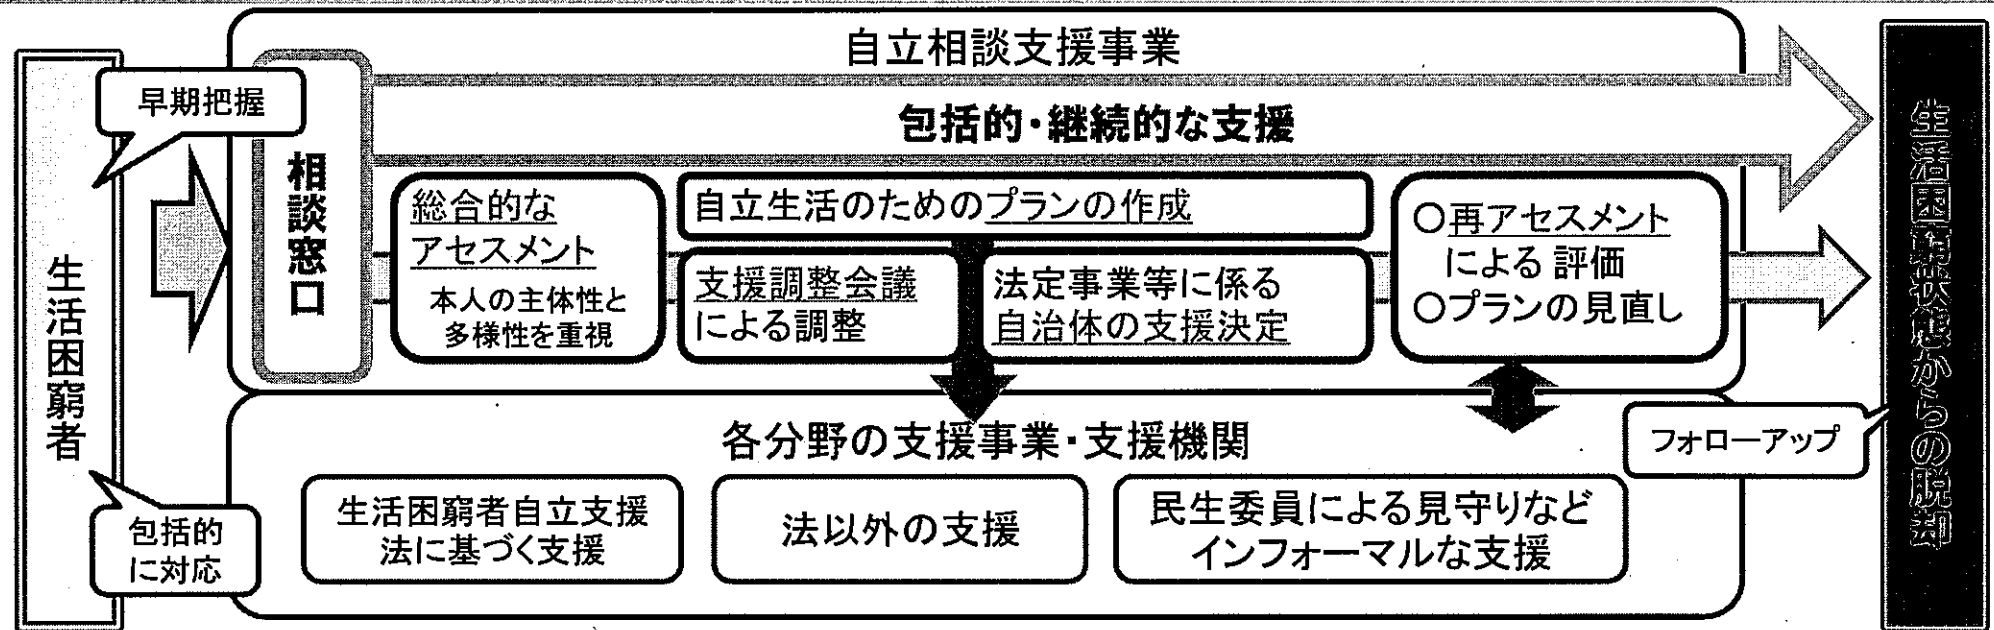 自立相談支援事業
早期把握
包括的・継続的な支援
生活困窮者
相談窓口
総合的な
アセスメント
本人の主体性と
多様性を重視
自立生活のためのプランの作成
支援調整会議
による調整
法定事業等に係る
自治体の支援決定
○再アセスメント
による評価
○プランの見直し
生活困窮状態からの脱却
フォローアップ
包括的
に対応
各分野の支援事業・支援機関
生活困窮者自立支援
法に基づく支援
法以外の支援
民生委員による見守りなど
インフォーマルな支援